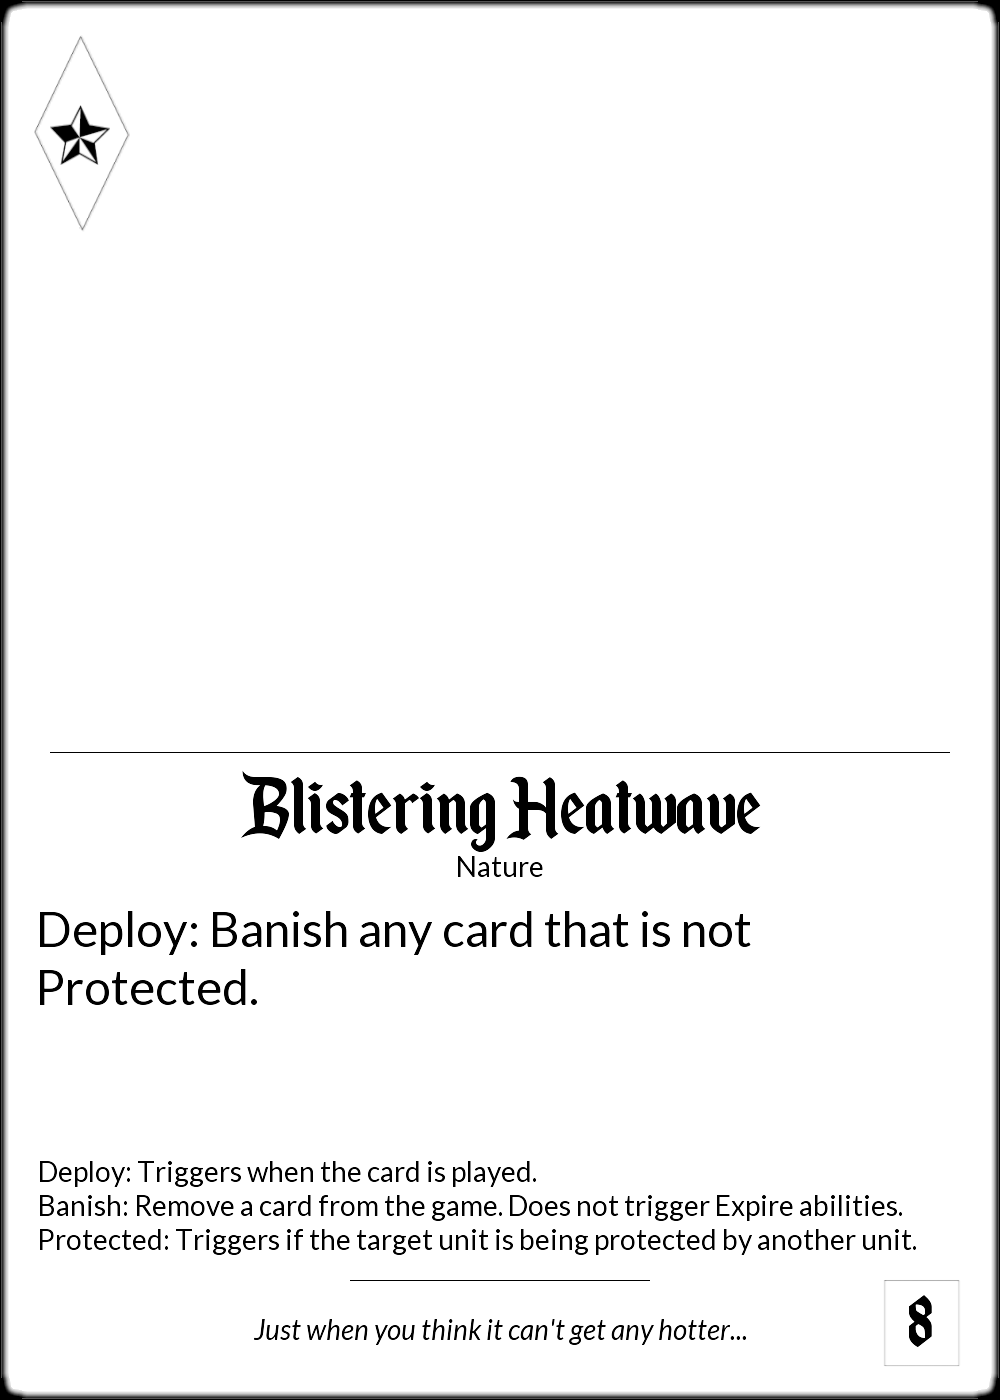 Blistering Heatwave
Nature
Deploy: Banish any card that is not
Protected.
Deploy: Triggers when the card is played.
Banish: Remove a card from the game. Does not trigger Expire abilities.
Protected: Triggers if the target unit is being protected by another unit.
Just when you think it can't get any hotter...
8